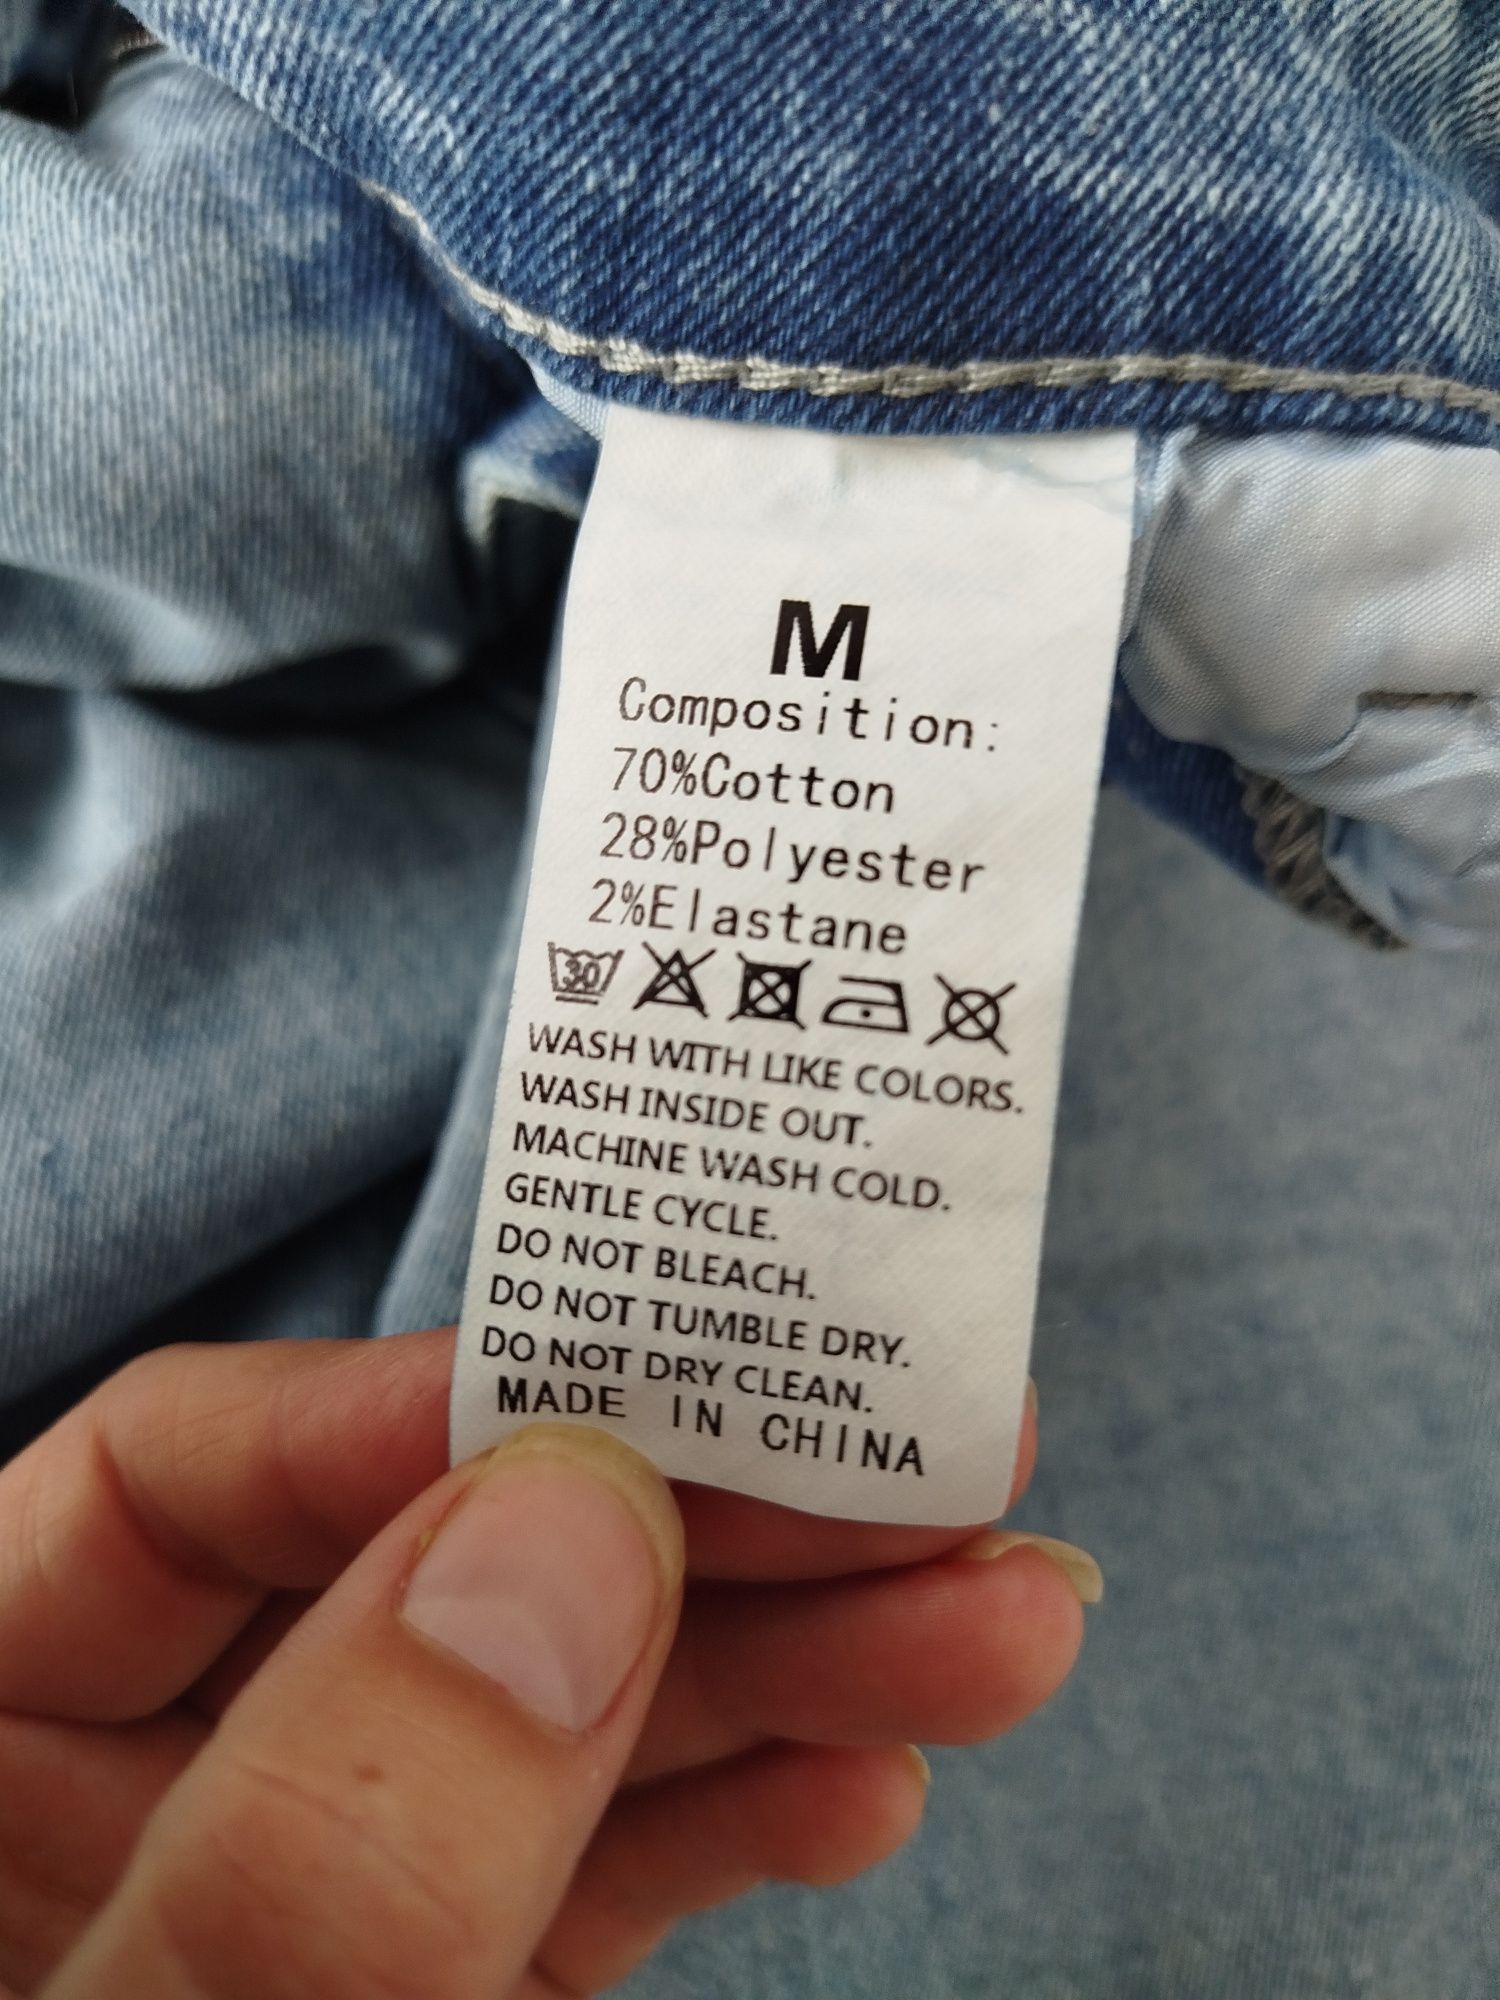 M
Composition:
70%Cotton
28%Polyester
2%Elastane
30
WASH WITH LIKE COLORS.
WASH INSIDE OUT.
MACHINE WASH COLD.
GENTLE CYCLE.
DO NOT BLEACH.
DO NOT TUMBLE DRY.
DO NOT DRY CLEAN.
MADE IN CHINA